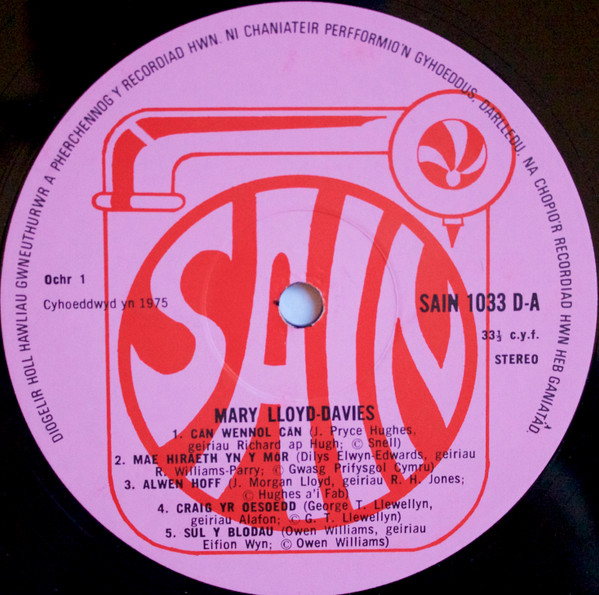 DIOGELIR HOLL HAWLIAU GWNEUTHURWR A PHERCHENNOG Y RECORDIAD HWN. NI CHANIATEIR PERFFORMIO'N GYHOEDDUS, DARLLEDU, NA CHOPIO'R RECORDIAD HWN HEB GANIATÂD.
SAIN
Ochr 1
Cyhoeddwyd yn 1975
SAIN 1033 D-A
33⅓ c.y.f.
STEREO
MARY LLOYD-DAVIES
1. CAN WENNOL CAN (J. Pryce Hughes,
geiriau Richard ap Hugh; © Snell)
2. MAE HIRAETH YN Y MOR (Dilys Elwyn-Edwards, geiriau
R. Williams-Parry; © Gwasg Prifysgol Cymru)
3. ALWEN HOFF (J. Morgan Lloyd, geiriau R. H. Jones;
© Hughes a'i Fab)
4. CRAIG YR OESOEDD (George T. Llewellyn,
geiriau Alafon; © G. T. Llewellyn)
5. SUL Y BLODAU (Owen Williams, geiriau
Eifion Wyn; © Owen Williams)